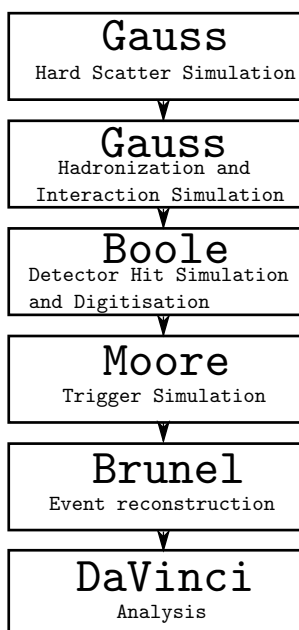 Gauss
Hard Scatter Simulation
Gauss
Hadronization and
Interaction Simulation
Boole
Detector Hit Simulation
and Digitisation
Moore
Trigger Simulation
Brunel
Event reconstruction
DaVinci
Analysis